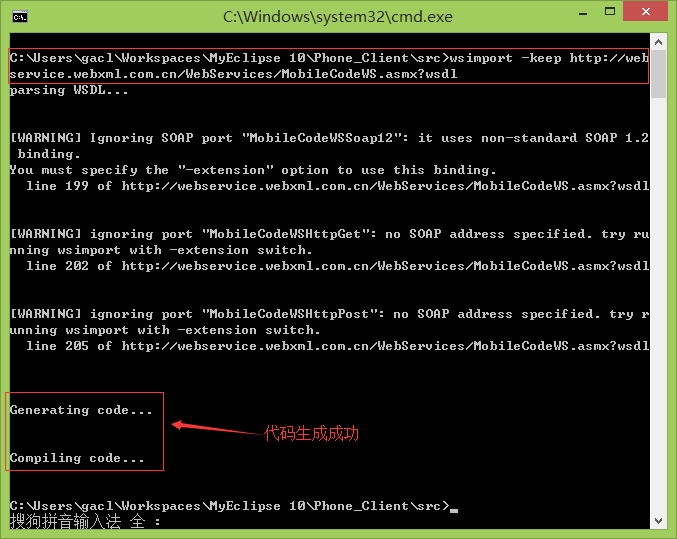 C:\Windows\system32\cmd.exe
C:\Users\gacl\Workspaces\MyEclipse 10\Phone_Client\src>wsimport -keep http://web
service.webxml.com.cn/WebServices/MobileCodeWS.asmx?wsdl
parsing WSDL...
[WARNING] Ignoring SOAP port "MobileCodeWSSoap12": it uses non-standard SOAP 1.2
binding.
You must specify the "-extension" option to use this binding.
line 199 of http://webservice.webxml.com.cn/WebServices/MobileCodeWS.asmx?wsdl
[WARNING] ignoring port "MobileCodeWSHttpGet": no SOAP address specified. try ru
nning wsimport with -extension switch.
line 202 of http://webservice.webxml.com.cn/WebServices/MobileCodeWS.asmx?wsdl
[WARNING] ignoring port "MobileCodeWSHttpPost": no SOAP address specified. try r
unning wsimport with -extension switch.
line 205 of http://webservice.webxml.com.cn/WebServices/MobileCodeWS.asmx?wsdl
Generating code...
代码生成成功
Compiling code...
C:\Users\gacl\Workspaces\MyEclipse 10\Phone_Client\src>_
搜狗拼音输入法 全 :